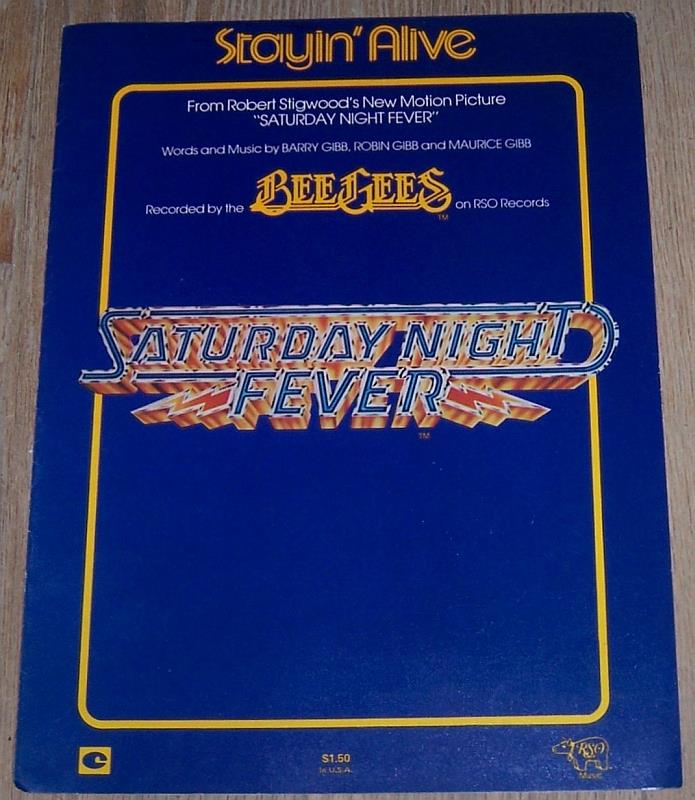 Stayin' Alive
From Robert Stigwood's New Motion Picture
"SATURDAY NIGHT FEVER"
Words and Music by BARRY GIBB, ROBIN GIBB and MAURICE GIBB
Recorded by the BEE GEES TM on RSO Records
SATURDAY NIGHT
FEVER
TM
$1.50
In U.S.A.
RSO
Music